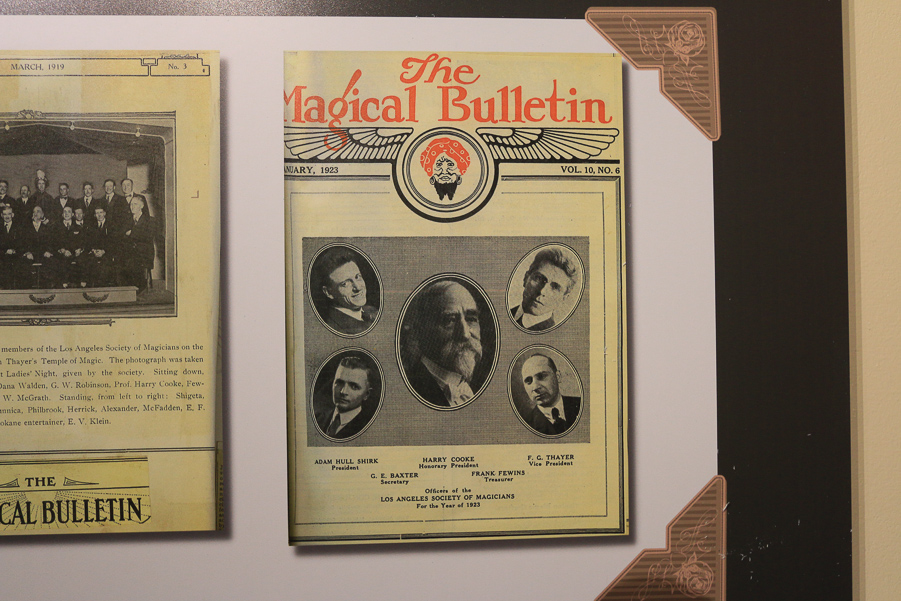 MARCH, 1919
No. 3
members of the Los Angeles Society of Magicians on the
Thayer's Temple of Magic. The photograph was taken
Ladies' Night, given by the society. Sitting down,
Dana Walden, G. W. Robinson, Prof. Harry Cooke, Few-
W. McGrath. Standing, from left to right: Shigeta,
Philbrook, Herrick, Alexander, McFadden, E. F.
entertainer, E. V. Klein.
THE
CAL BULLETIN
The
Magical Bulletin
NUARY, 1923
VOL. 10, NO. 6
ADAM HULL SHIRK
President
HARRY COOKE
Honorary President
F. G. THAYER
Vice President
G. E. BAXTER
Secretary
FRANK FEWINS
Treasurer
Officers of the
LOS ANGELES SOCIETY OF MAGICIANS
For the Year of 1923